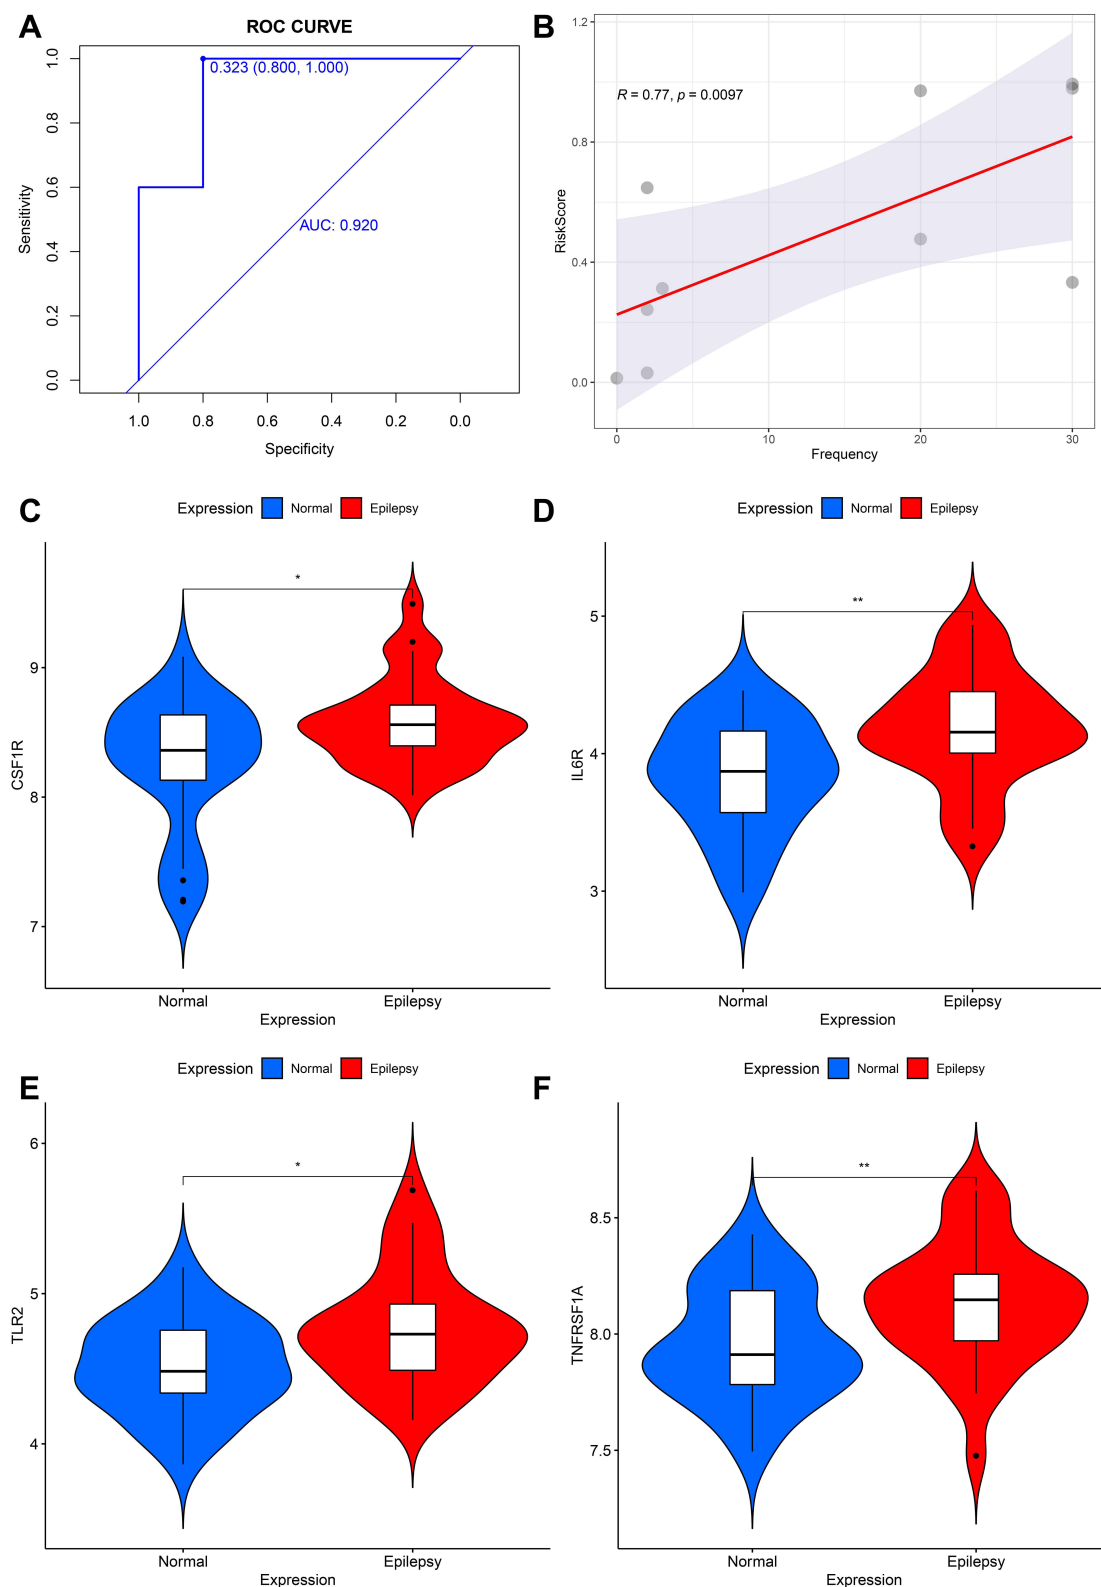 A
ROC CURVE
0.323 (0.800, 1.000)
AUC: 0.920
Sensitivity
0.0
0.2
0.4
0.6
0.8
1.0
1.0
0.8
0.6
0.4
0.2
0.0
Specificity
B
R = 0.77, p = 0.0097
RiskScore
1.2
0.8
0.4
0.0
0
10
20
30
Frequency
C
Expression Normal Epilepsy
*
CSF1R
9
8
7
Normal
Epilepsy
Expression
D
Expression Normal Epilepsy
**
IL6R
5
4
3
Normal
Epilepsy
Expression
E
Expression Normal Epilepsy
*
TLR2
6
5
4
Normal
Epilepsy
Expression
F
Expression Normal Epilepsy
**
TNFRSF1A
8.5
8.0
7.5
Normal
Epilepsy
Expression